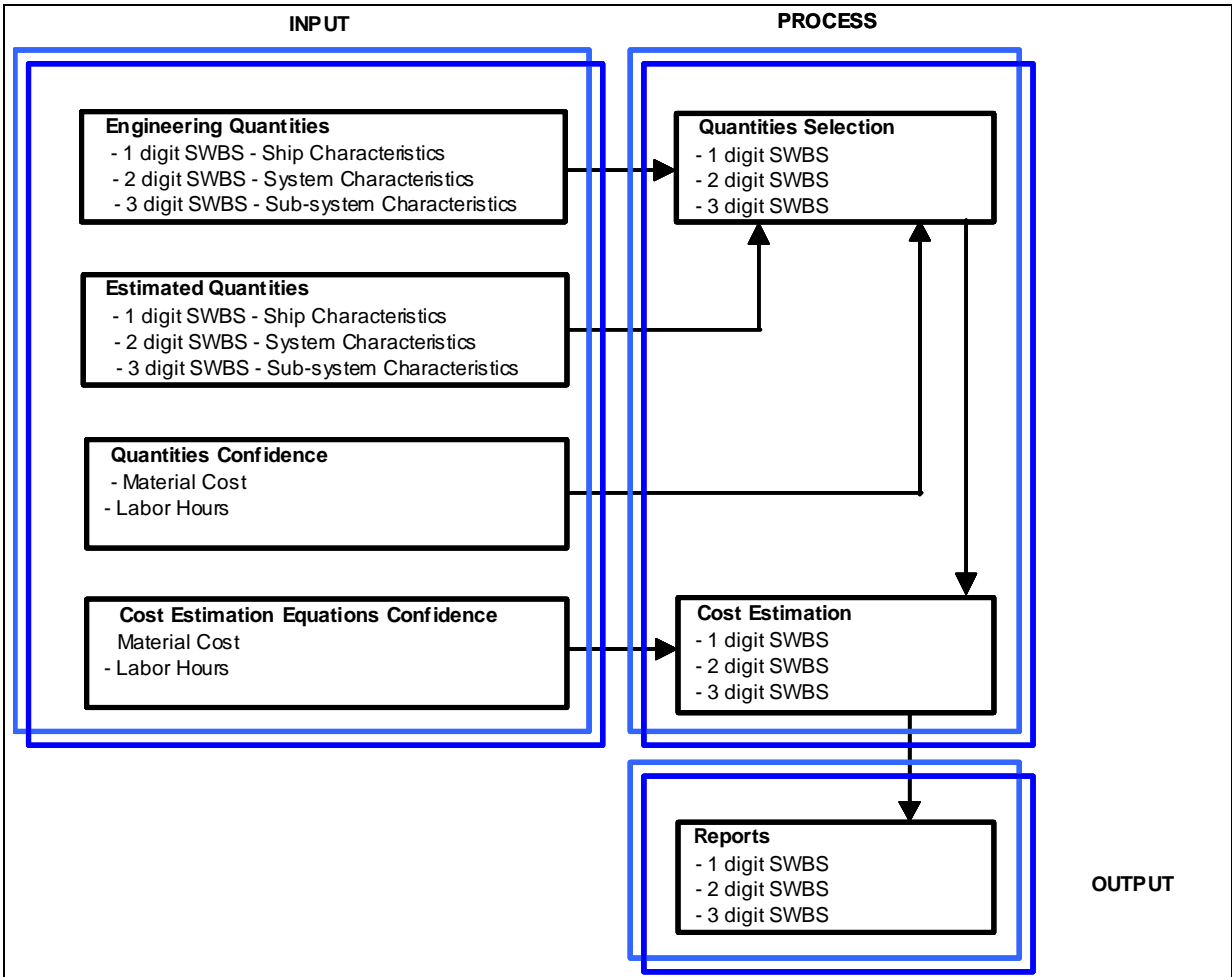 INPUT
PROCESS
Engineering Quantities
- 1 digit SWBS - Ship Characteristics
- 2 digit SWBS - System Characteristics
- 3 digit SWBS - Sub-system Characteristics
Quantities Selection
- 1 digit SWBS
- 2 digit SWBS
- 3 digit SWBS
Estimated Quantities
- 1 digit SWBS - Ship Characteristics
- 2 digit SWBS - System Characteristics
- 3 digit SWBS - Sub-system Characteristics
Quantities Confidence
- Material Cost
- Labor Hours
Cost Estimation Equations Confidence
Material Cost
- Labor Hours
Cost Estimation
- 1 digit SWBS
- 2 digit SWBS
- 3 digit SWBS
Reports
- 1 digit SWBS
- 2 digit SWBS
- 3 digit SWBS
OUTPUT